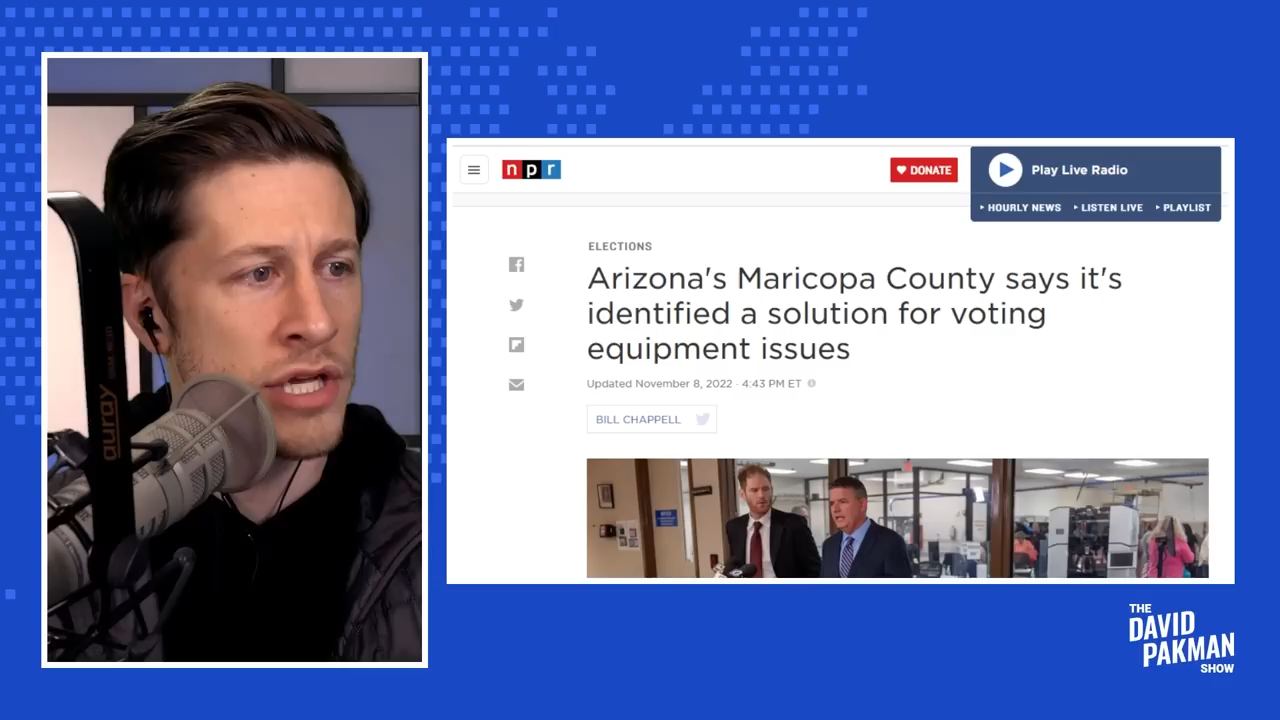 auray
npr
DONATE
Play Live Radio
HOURLY NEWS
LISTEN LIVE
PLAYLIST
ELECTIONS
Arizona's Maricopa County says it's
identified a solution for voting
equipment issues
Updated November 8, 2022 · 4:43 PM ET
BILL CHAPPELL
THE
DAVID
PAKMAN
SHOW